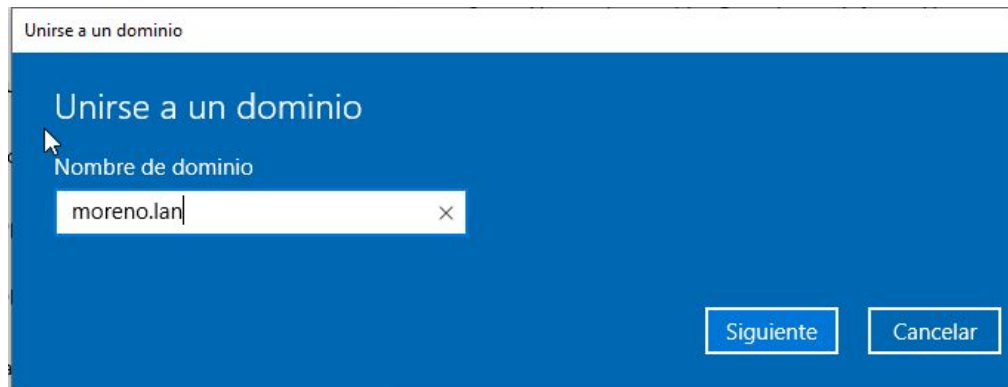 Unirse a un dominio
Unirse a un dominio
Nombre de dominio
moreno.lan
Siguiente
Cancelar